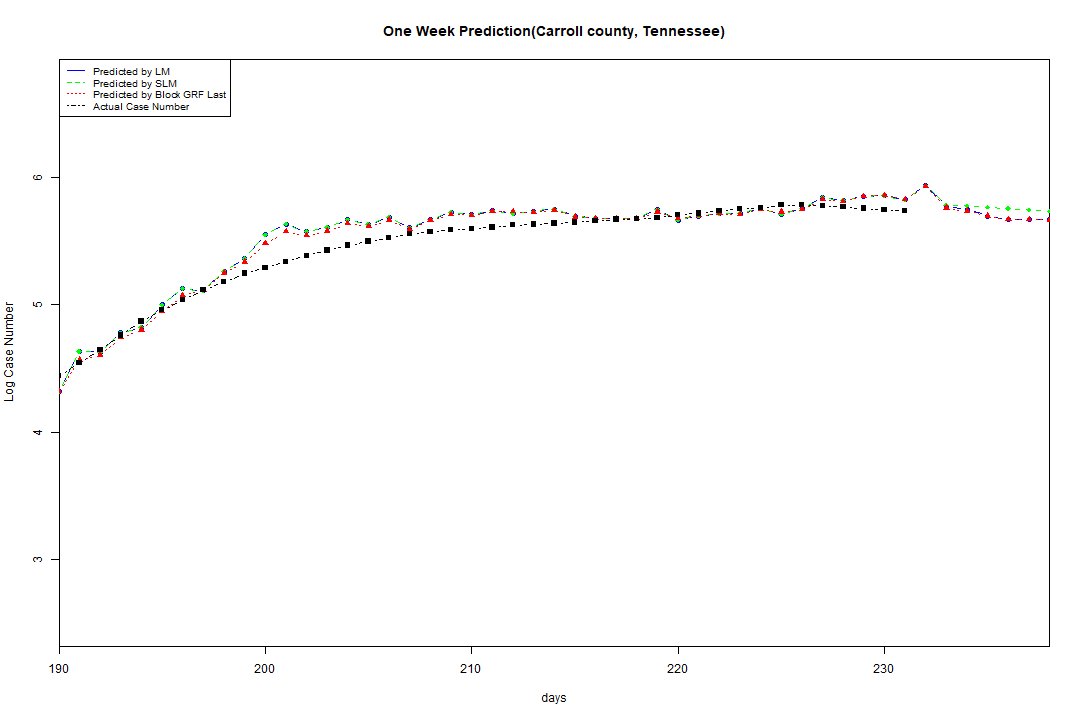 One Week Prediction(Carroll county, Tennessee)
Predicted by LM
Predicted by SLM
Predicted by Block GRF Last
Actual Case Number
6
5
4
3
Log Case Number
190 200 210 220 230
days